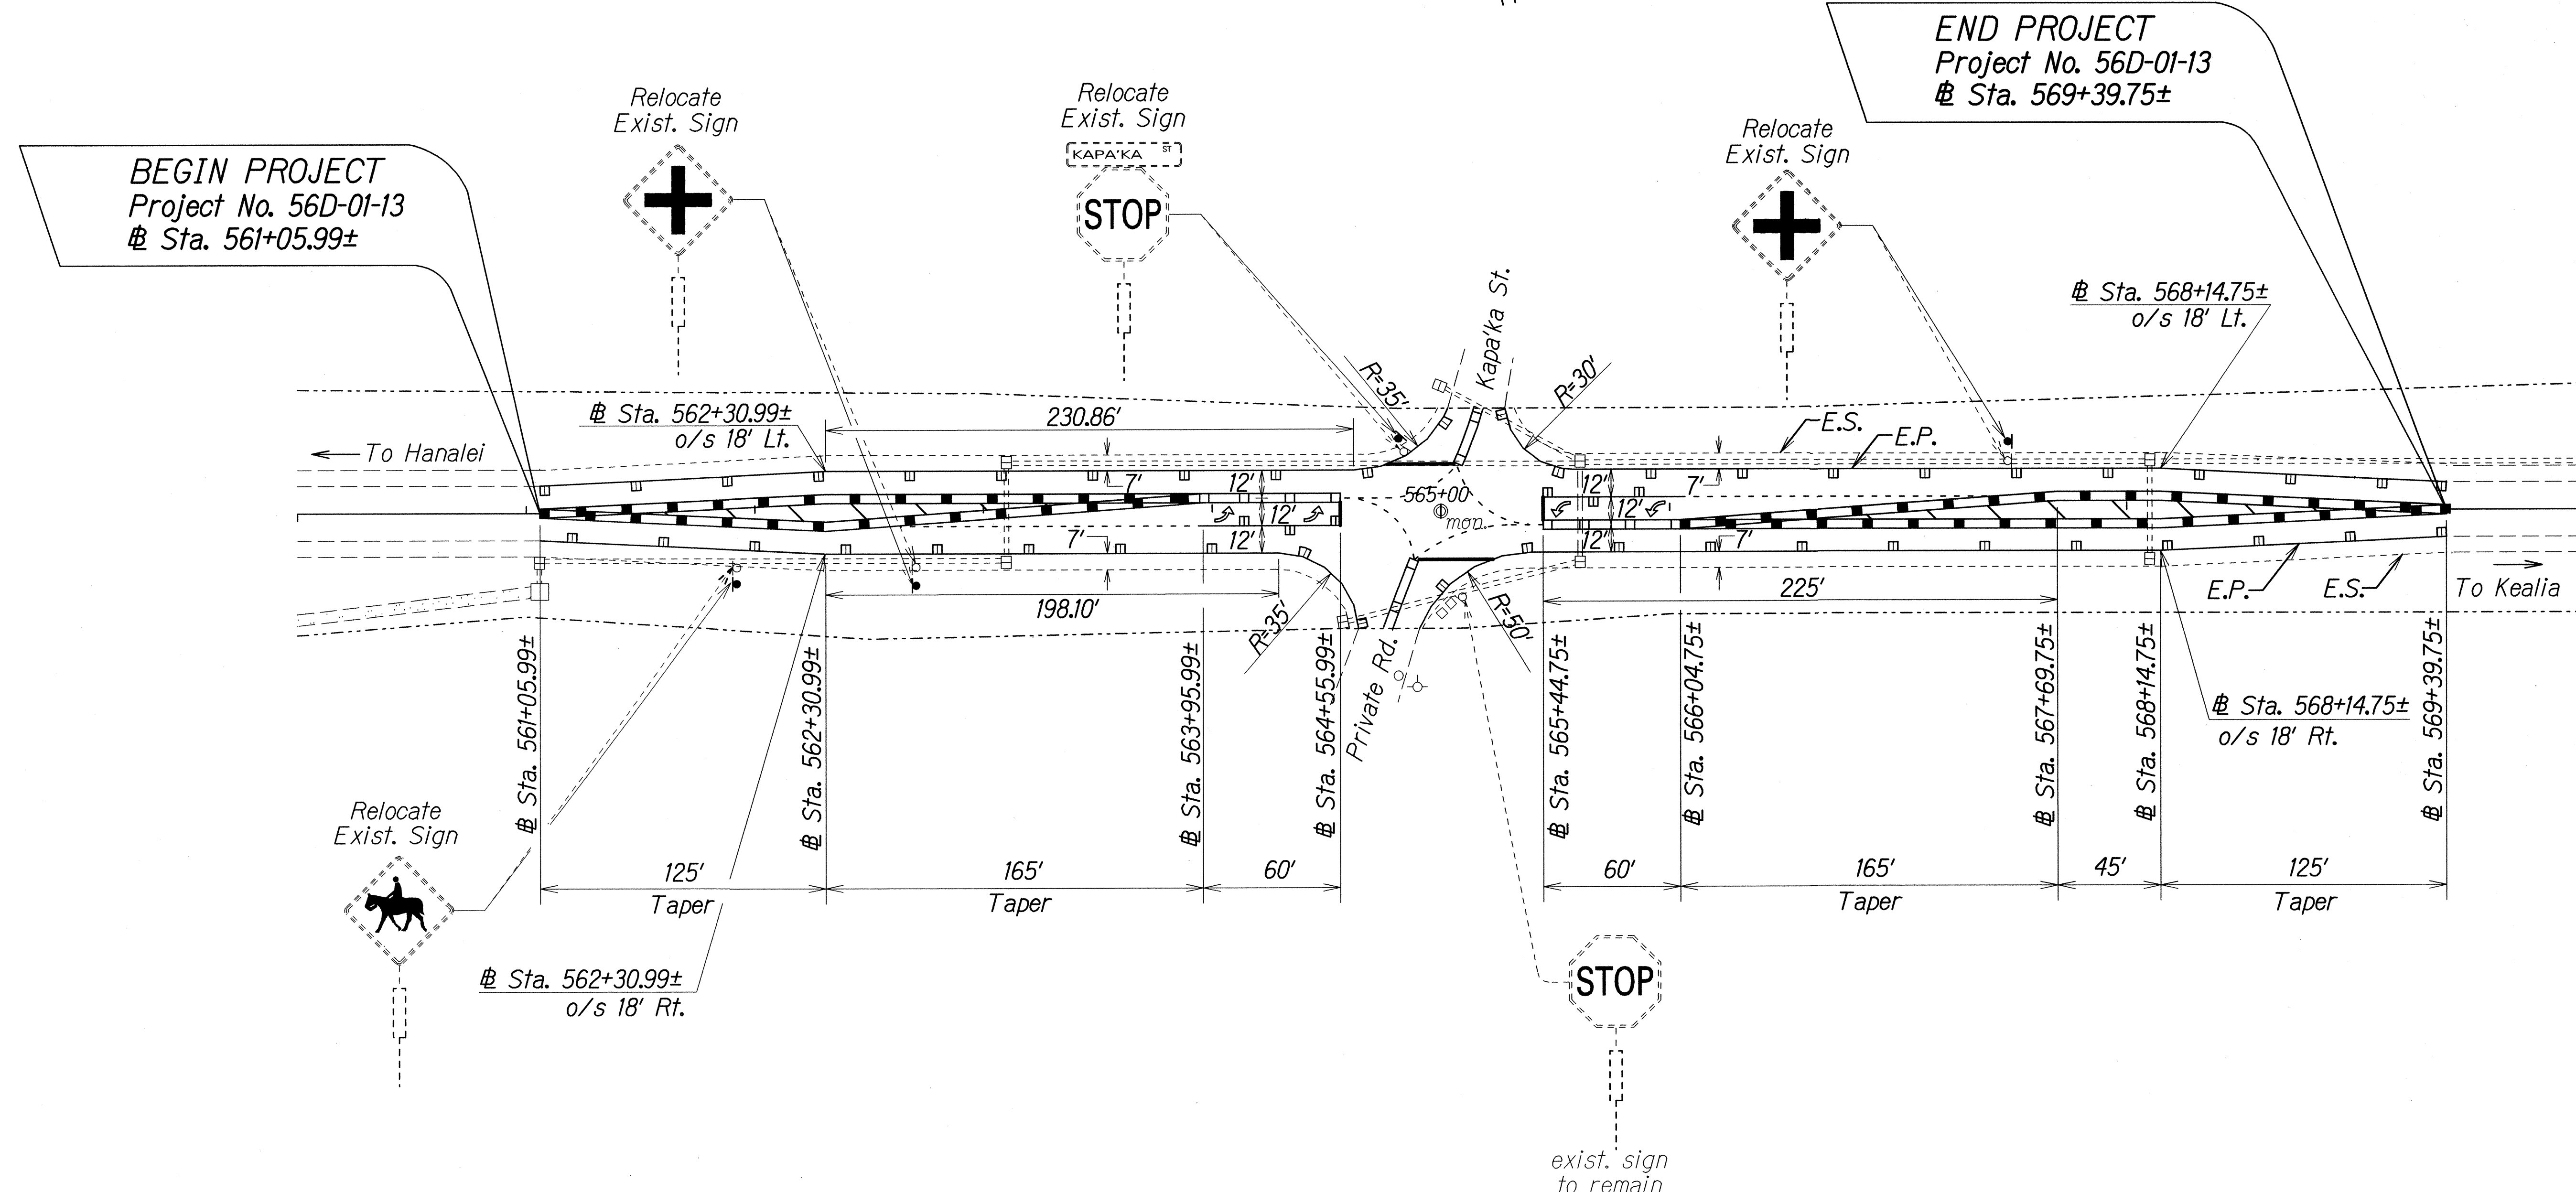 END PROJECT
Project No. 56D-01-13
℄ Sta. 569+39.75±
BEGIN PROJECT
Project No. 56D-01-13
℄ Sta. 561+05.99±
Relocate
Exist. Sign
Relocate
Exist. Sign
KAPA'KA ST
STOP
Relocate
Exist. Sign
Kapa'ka St.
℄ Sta. 568+14.75±
o/s 18' Lt.
℄ Sta. 562+30.99±
o/s 18' Lt.
230.86'
R=35'
R=30'
E.S.
E.P.
To Hanalei
7'
12'
12'
12'
7'
565+00
mon.
12'
12'
12'
7'
7'
198.10'
R=35'
R=50'
225'
E.P.
E.S.
To Kealia
Private Rd.
℄ Sta. 561+05.99±
℄ Sta. 562+30.99±
℄ Sta. 563+95.99±
℄ Sta. 564+55.99±
℄ Sta. 565+44.75±
℄ Sta. 566+04.75±
℄ Sta. 567+69.75±
℄ Sta. 568+14.75±
℄ Sta. 569+39.75±
℄ Sta. 568+14.75±
o/s 18' Rt.
Relocate
Exist. Sign
125'
Taper
165'
Taper
60'
60'
165'
Taper
45'
125'
Taper
℄ Sta. 562+30.99±
o/s 18' Rt.
STOP
exist. sign
to remain